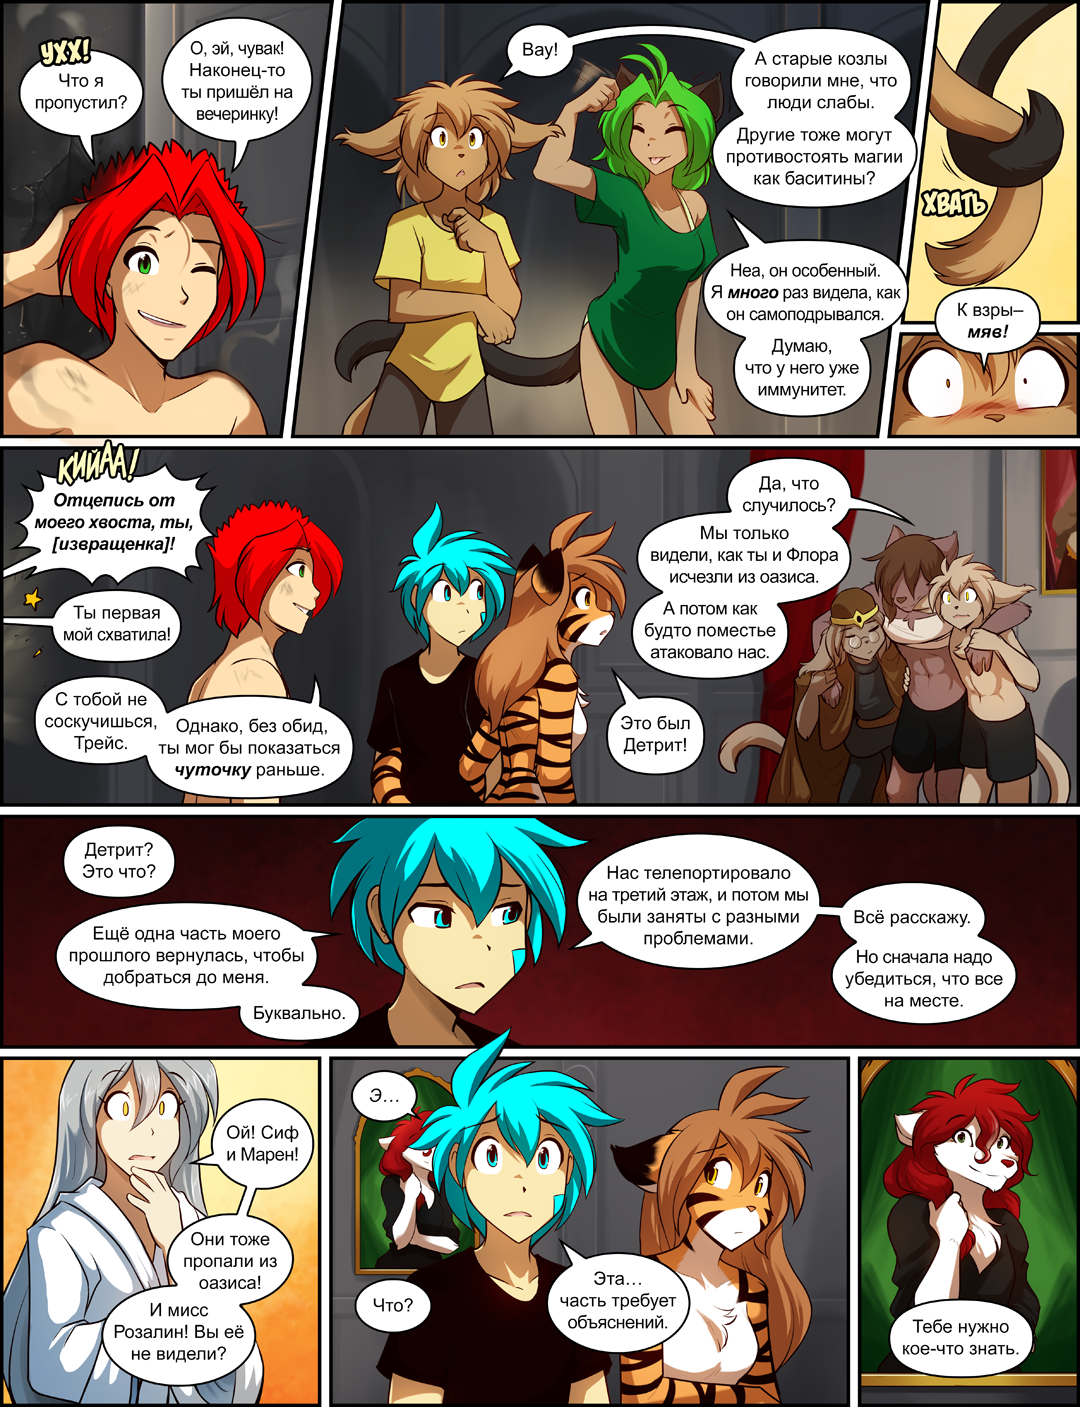 УХХ!
Что я
пропустил?
О, эй, чувак!
Наконец-то
ты пришёл на
вечеринку!
Вау!
А старые козлы
говорили мне, что
люди слабы.
Другие тоже могут
противостоять магии
как баситины?
Неа, он особенный.
Я много раз видела, как
он самоподрывался.
Думаю,
что у него уже
иммунитет.
ХВАТЬ
К взры–
мяв!
КИЙАА!
Отцепись от
моего хвоста, ты,
[извращенка]!
Ты первая
мой схватила!
С тобой не
соскучишься,
Трейс.
Однако, без обид,
ты мог бы показаться
чуточку раньше.
Да, что
случилось?
Мы только
видели, как ты и Флора
исчезли из оазиса.
А потом как
будто поместье
атаковало нас.
Это был
Детрит!
Детрит?
Это что?
Ещё одна часть моего
прошлого вернулась, чтобы
добраться до меня.
Буквально.
Нас телепортировало
на третий этаж, и потом мы
были заняты с разными
проблемами.
Всё расскажу.
Но сначала надо
убедиться, что все
на месте.
Ой! Сиф
и Марен!
Они тоже
пропали из
оазиса!
И мисс
Розалин! Вы её
не видели?
Э...
Что?
Эта...
часть требует
объяснений.
Тебе нужно
кое-что знать.